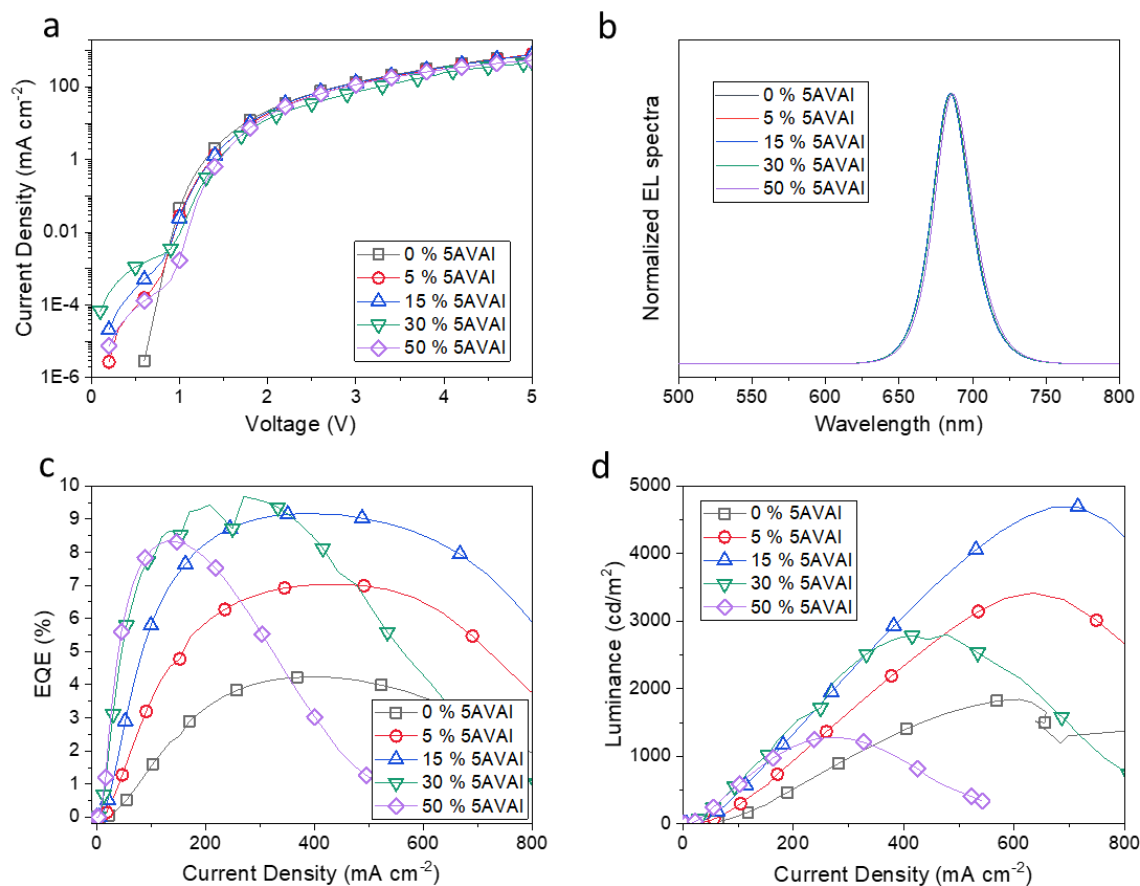 a
Current Density (mA cm⁻²)
100
1
0.01
1E-4
1E-6
0
1
2
3
4
5
Voltage (V)
0 % 5AVAI
5 % 5AVAI
15 % 5AVAI
30 % 5AVAI
50 % 5AVAI
b
Normalized EL spectra
0 % 5AVAI
5 % 5AVAI
15 % 5AVAI
30 % 5AVAI
50 % 5AVAI
500
550
600
650
700
750
800
Wavelength (nm)
c
EQE (%)
10
9
8
7
6
5
4
3
2
1
0
0
200
400
600
800
Current Density (mA cm⁻²)
0 % 5AVAI
5 % 5AVAI
15 % 5AVAI
30 % 5AVAI
50 % 5AVAI
d
Luminance (cd/m²)
5000
4000
3000
2000
1000
0
0
200
400
600
800
Current Density (mA cm⁻²)
0 % 5AVAI
5 % 5AVAI
15 % 5AVAI
30 % 5AVAI
50 % 5AVAI